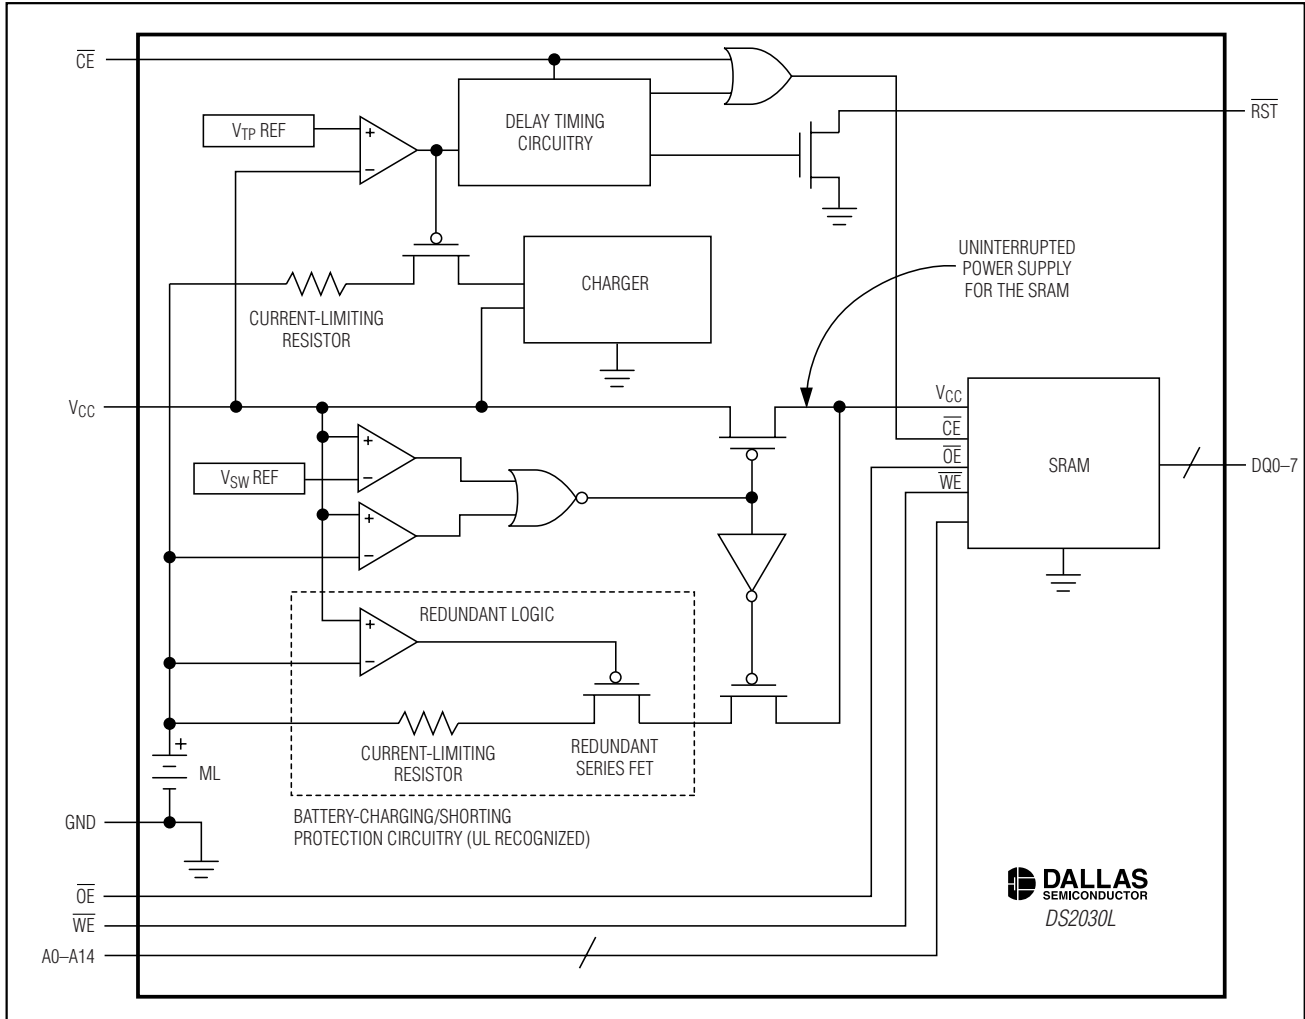 CE
RST
VTP REF
+
−
DELAY TIMING
CIRCUITRY
UNINTERRUPTED
POWER SUPPLY
FOR THE SRAM
CHARGER
CURRENT-LIMITING
RESISTOR
VCC
VCC
CE
OE
WE
SRAM
DQ0–7
+
−
VSW REF
+
−
REDUNDANT LOGIC
+
−
CURRENT-LIMITING
RESISTOR
REDUNDANT
SERIES FET
+
ML
BATTERY-CHARGING/SHORTING
PROTECTION CIRCUITRY (UL RECOGNIZED)
GND
OE
WE
A0–A14
DALLAS
SEMICONDUCTOR
DS2030L